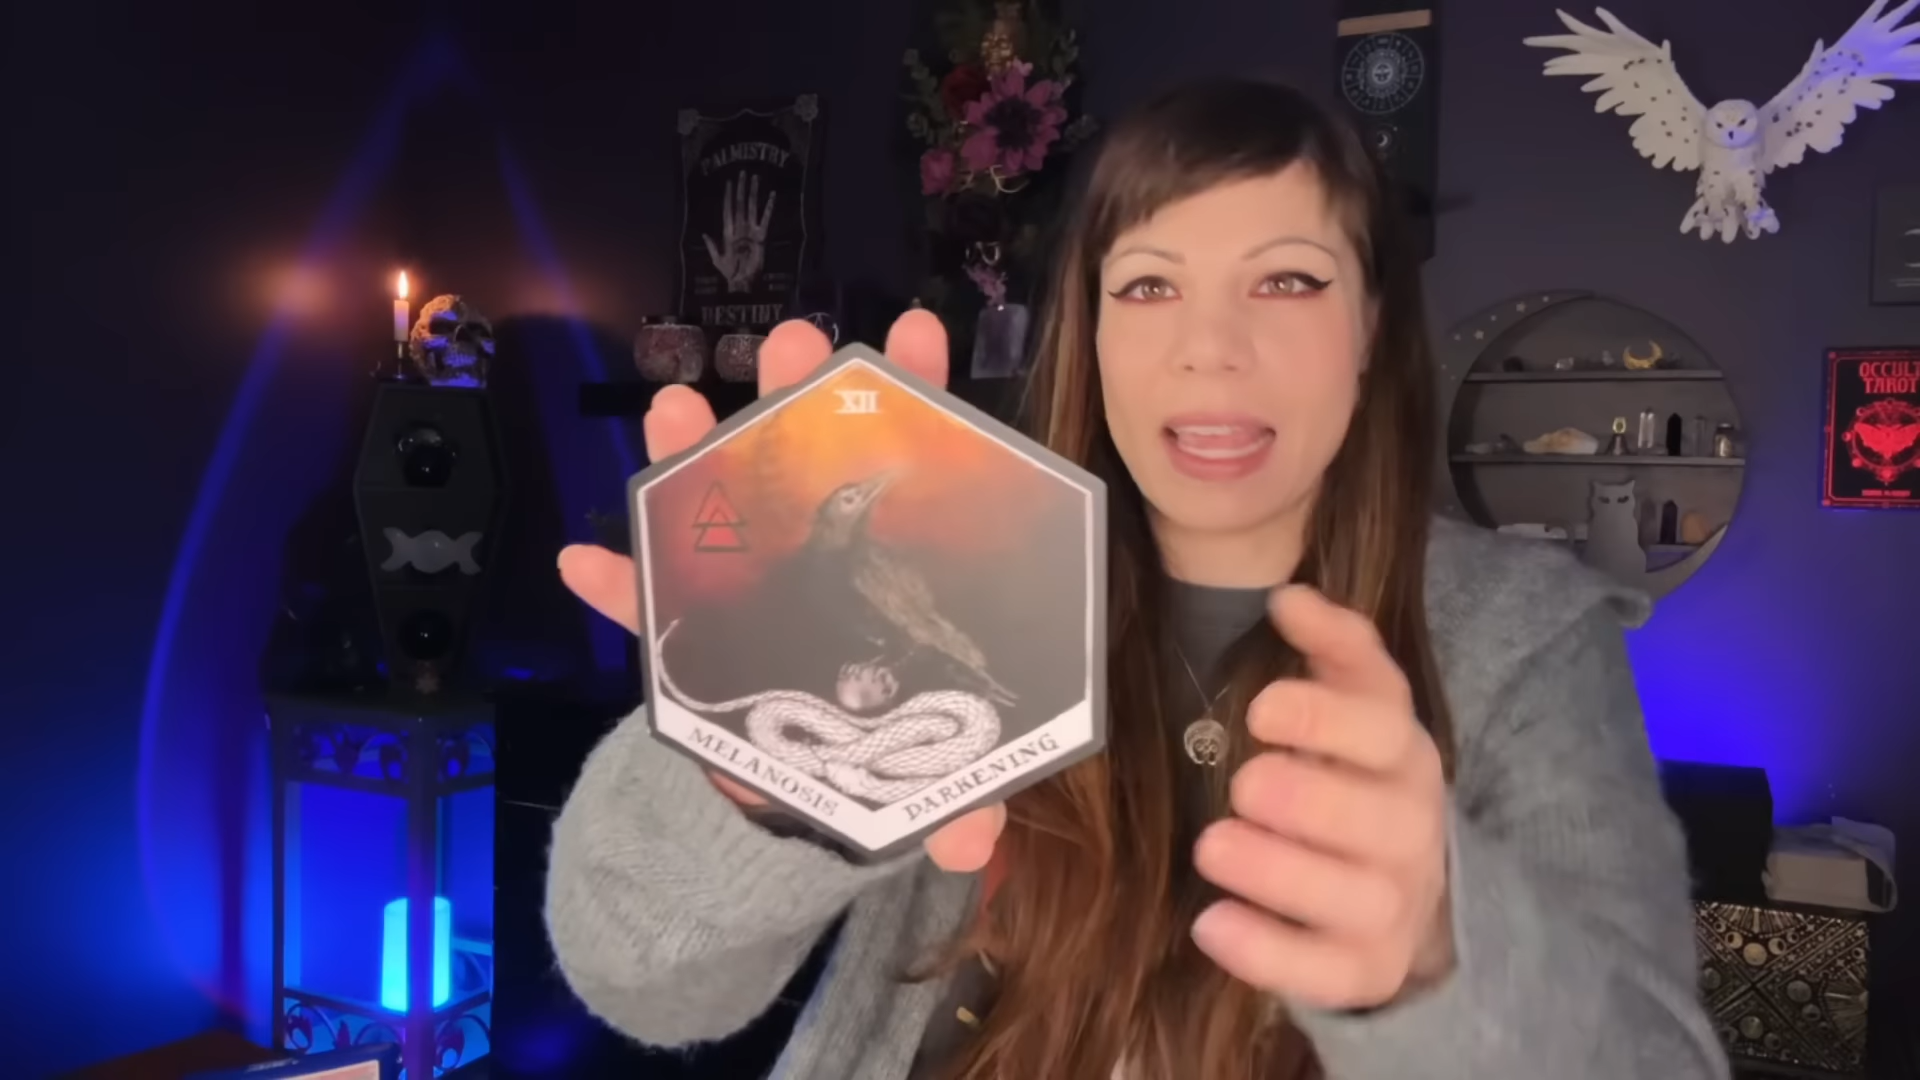 PALMISTRY
DESTINY
XII
MELANOSIS
DARKENING
OCCULT
TAROT